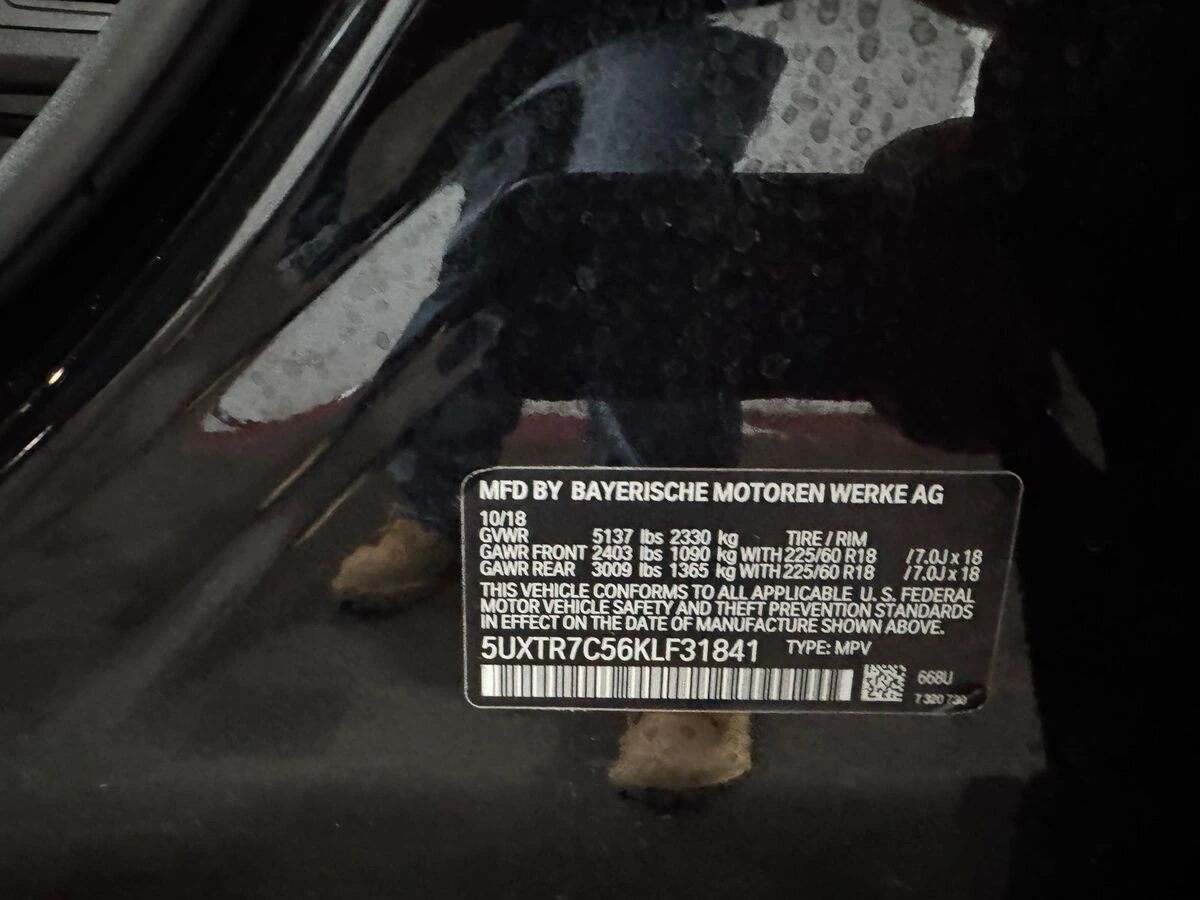 MFD BY BAYERISCHE MOTOREN WERKE AG
10/18
GVWR 5137 lbs 2330 kg TIRE / RIM
GAWR FRONT 2403 lbs 1090 kg WITH 225/60 R18 /7.0J x 18
GAWR REAR 3009 lbs 1365 kg WITH 225/60 R18 /7.0J x 18
THIS VEHICLE CONFORMS TO ALL APPLICABLE U. S. FEDERAL
MOTOR VEHICLE SAFETY AND THEFT PREVENTION STANDARDS
IN EFFECT ON THE DATE OF MANUFACTURE SHOWN ABOVE.
5UXTR7C56KLF31841 TYPE: MPV
668U
7 320 730